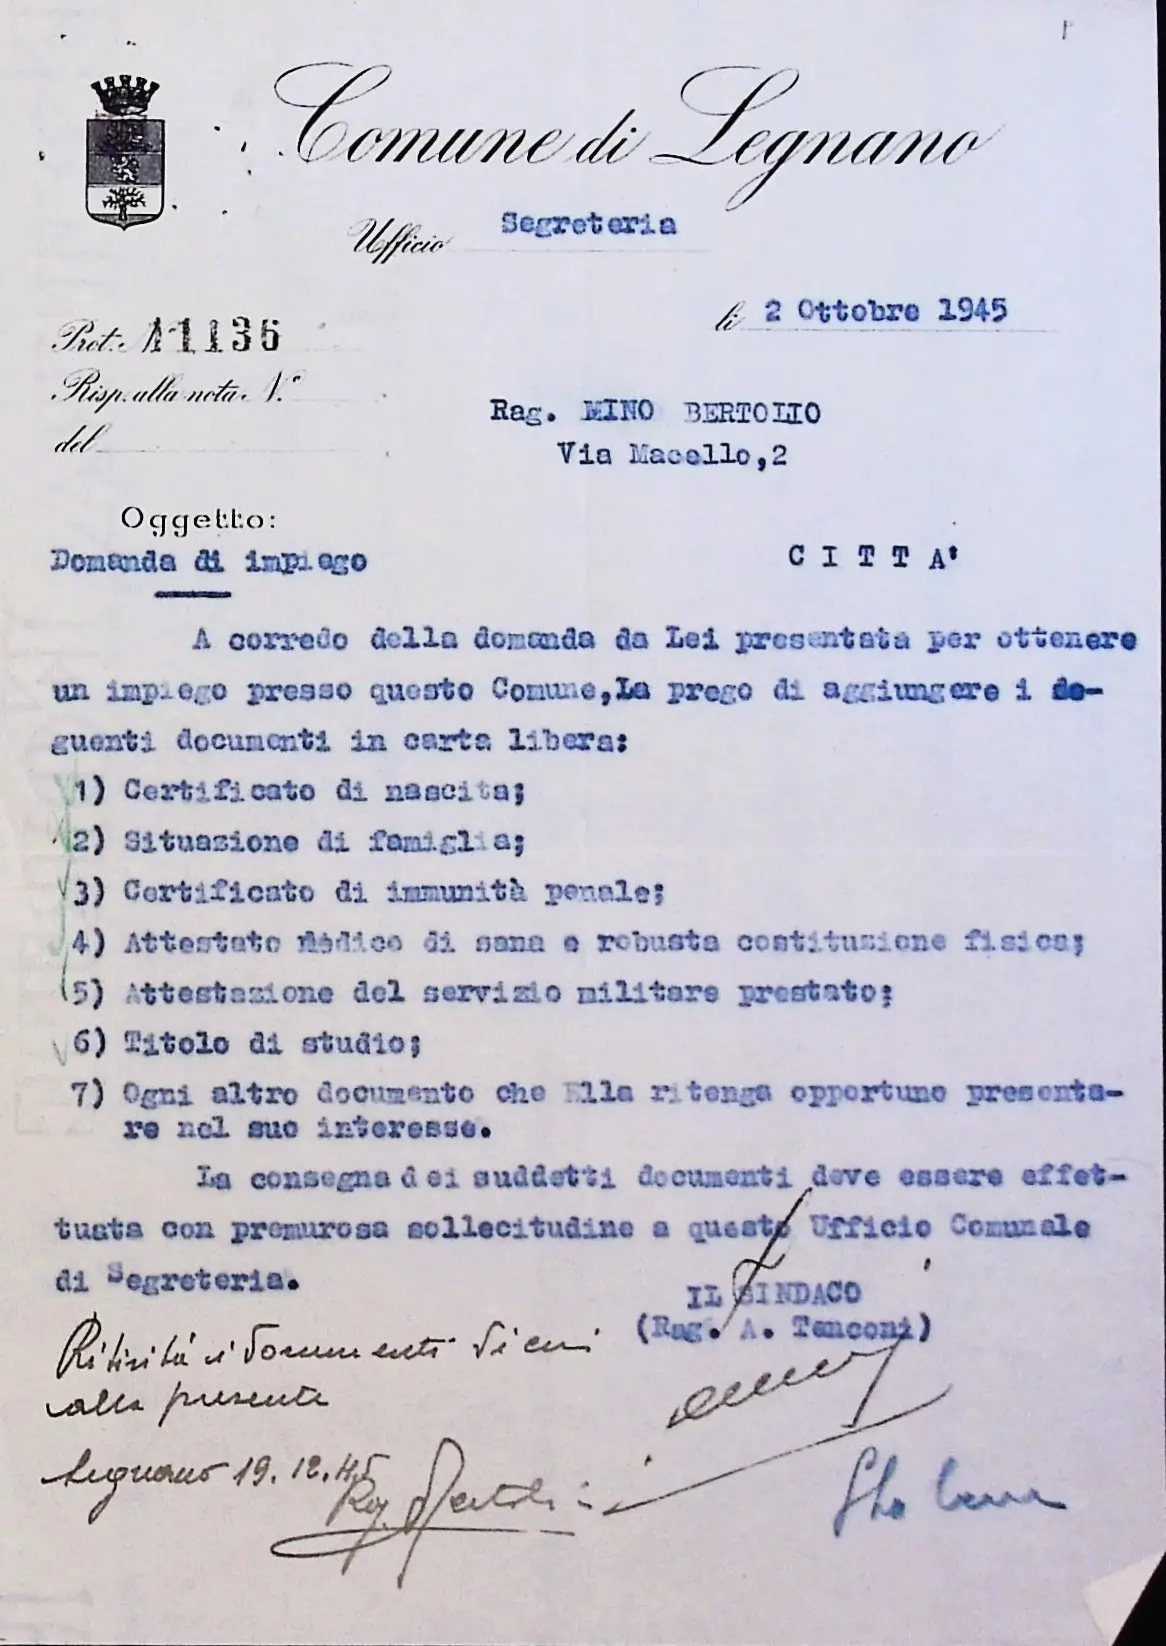 Comune di Legnano
Ufficio Segreteria
li 2 Ottobre 1945
Prot. N 1136
Risp. alla nota N.°
del
Rag. MINO BERTOLIO
Via Macello,2
Oggetto:
Domanda di impiego
C I T T A'
A corredo della domanda da Lei presentata per ottenere
un impiego presso questo Comune,La prego di aggiungere i se-
guenti documenti in carta libera:
1) Certificato di nascita;
2) Situazione di famiglia;
3) Certificato di immunità penale;
4) Attestato Medico di sana e robusta costituzione fisica;
5) Attestazione del servizio militare prestato;
6) Titolo di studio;
7) Ogni altro documento che Ella ritenga opportuno presenta-
re nel suo interesse.
La consegna dei suddetti documenti deve essere effet-
tuata con premurosa sollecitudine a questo Ufficio Comunale
di Segreteria.
IL SINDACO
(Rag. A. Tenconi)
Ritirità i documenti di cui
alla presente
Legnano 19.12.45
Rag.